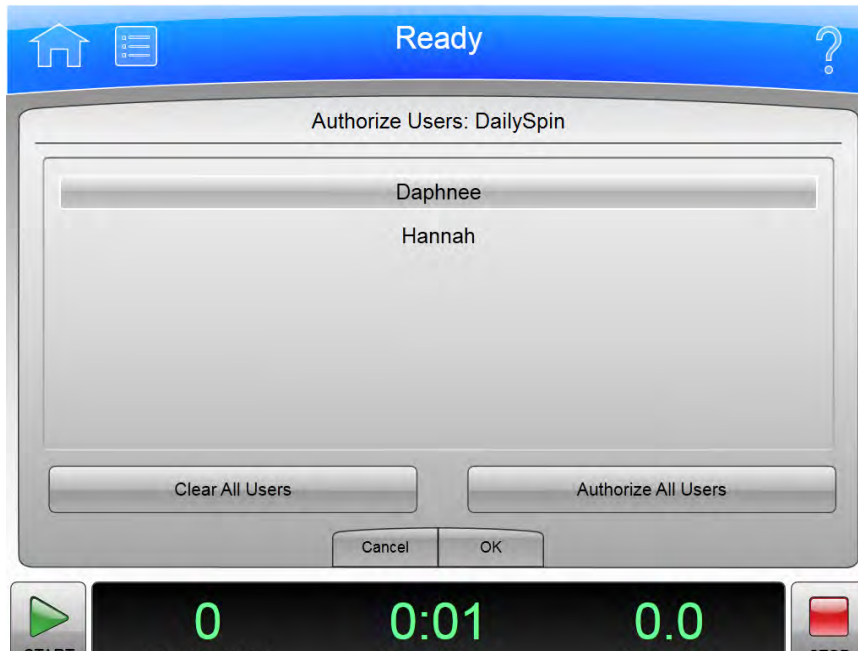 Ready
?
Authorize Users: DailySpin
Daphnee
Hannah
Clear All Users
Authorize All Users
Cancel
OK
0
0:01
0.0
START